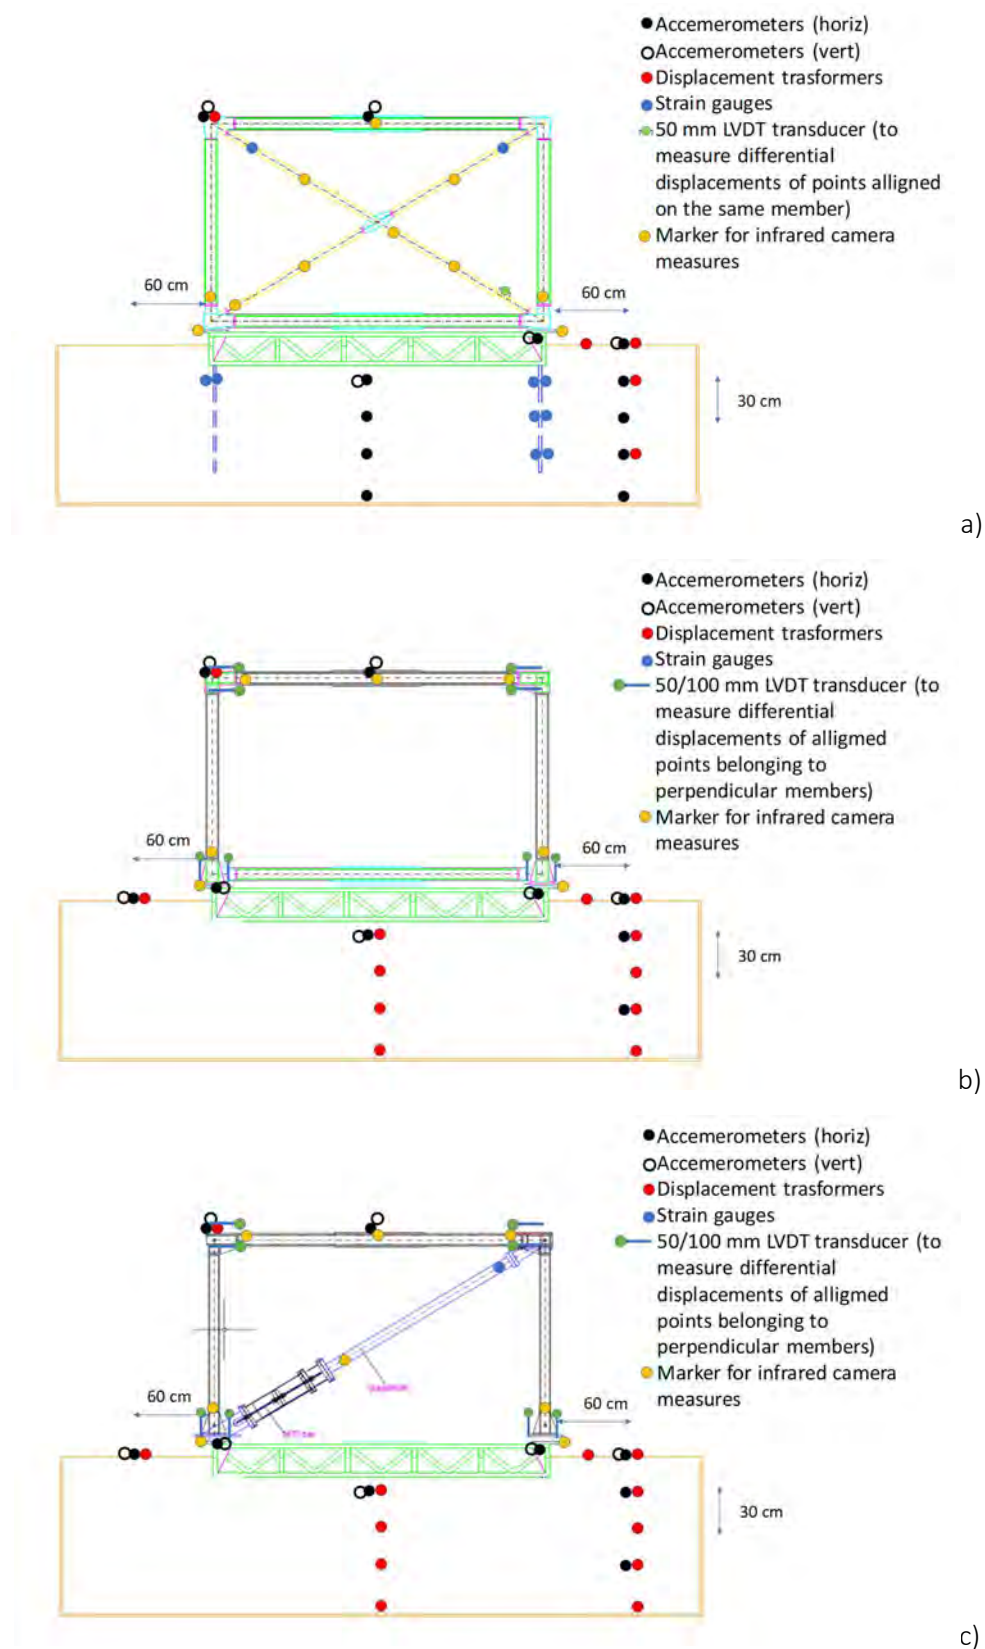 Accemerometers (horiz)
Accemerometers (vert)
Displacement trasformers
Strain gauges
50 mm LVDT transducer (to
measure differential
displacements of points alligned
on the same member)
Marker for infrared camera
measures
60 cm
60 cm
30 cm
a)
Accemerometers (horiz)
Accemerometers (vert)
Displacement trasformers
Strain gauges
50/100 mm LVDT transducer (to
measure differential
displacements of alligmed
points belonging to
perpendicular members)
Marker for infrared camera
measures
60 cm
60 cm
30 cm
b)
Accemerometers (horiz)
Accemerometers (vert)
Displacement trasformers
Strain gauges
50/100 mm LVDT transducer (to
measure differential
displacements of alligmed
points belonging to
perpendicular members)
Marker for infrared camera
measures
60 cm
60 cm
30 cm
c)